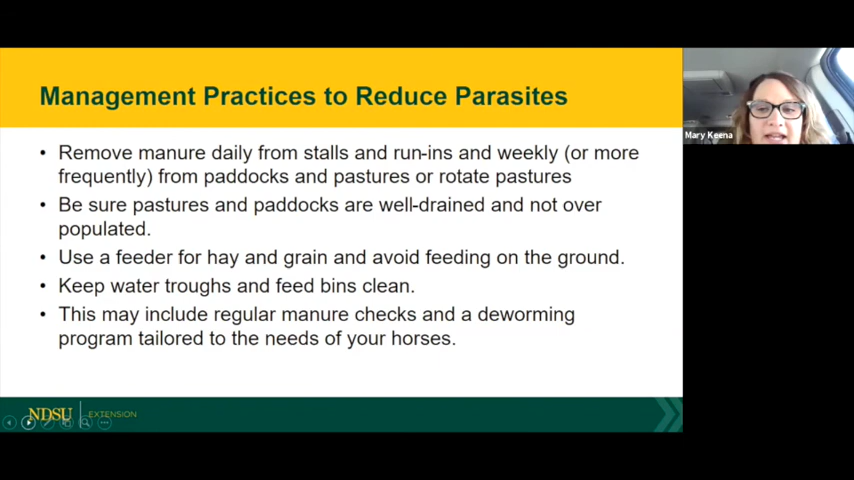 Management Practices to Reduce Parasites
Mary Keena
• Remove manure daily from stalls and run-ins and weekly (or more
frequently) from paddocks and pastures or rotate pastures
• Be sure pastures and paddocks are well-drained and not over
populated.
• Use a feeder for hay and grain and avoid feeding on the ground.
• Keep water troughs and feed bins clean.
• This may include regular manure checks and a deworming
program tailored to the needs of your horses.
NDSU EXTENSION